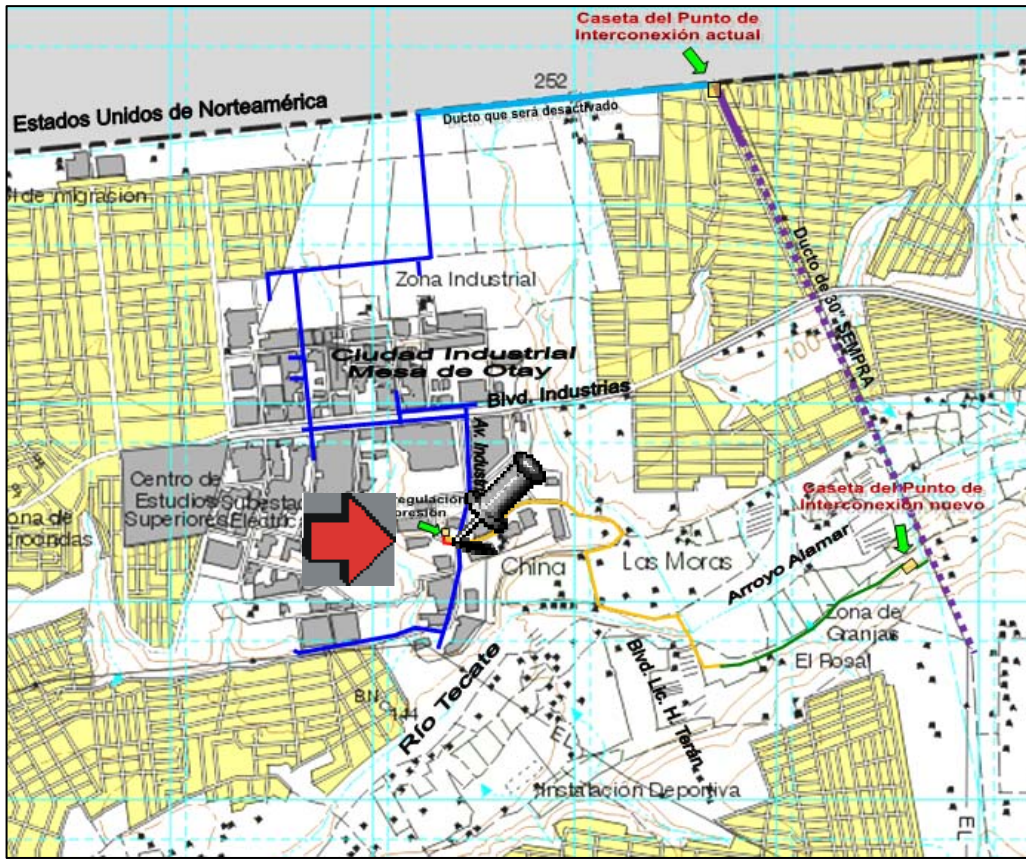 Caseta del Punto de
Interconexión actual
252
Estados Unidos de Norteamérica
Ducto que será desactivado
de migración
Zona Industrial
Ducto de 30" SEMPRA
100
Ciudad Industrial
Mesa de Otay
Blvd. Industrias
Av. Industrial
Centro de
Estudios
Superiores
regulación
presión
Caseta del Punto de
Interconexión nuevo
China
Las Moras
Arroyo Alamar
Zona de
Granjas
El Rosal
Río Tecate
Blvd. Lic. H. Terán
BN
144
EL
Instalación Deportiva
EL